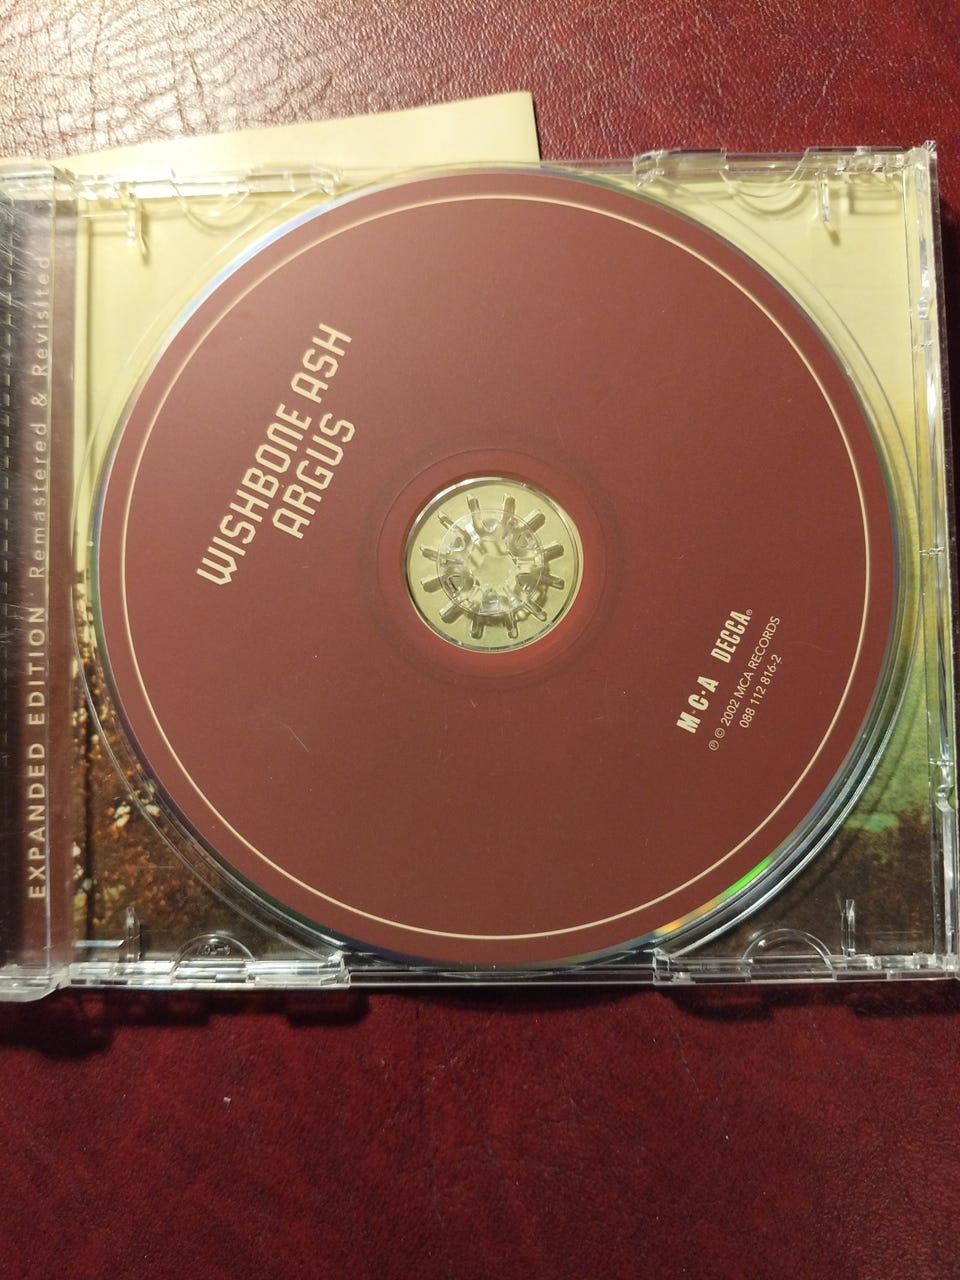 EXPANDED EDITION · Remastered & Revisited
WISHBONE ASH
ARGUS
M·C·A DECCA®
℗ © 2002 MCA RECORDS
088 112 816-2